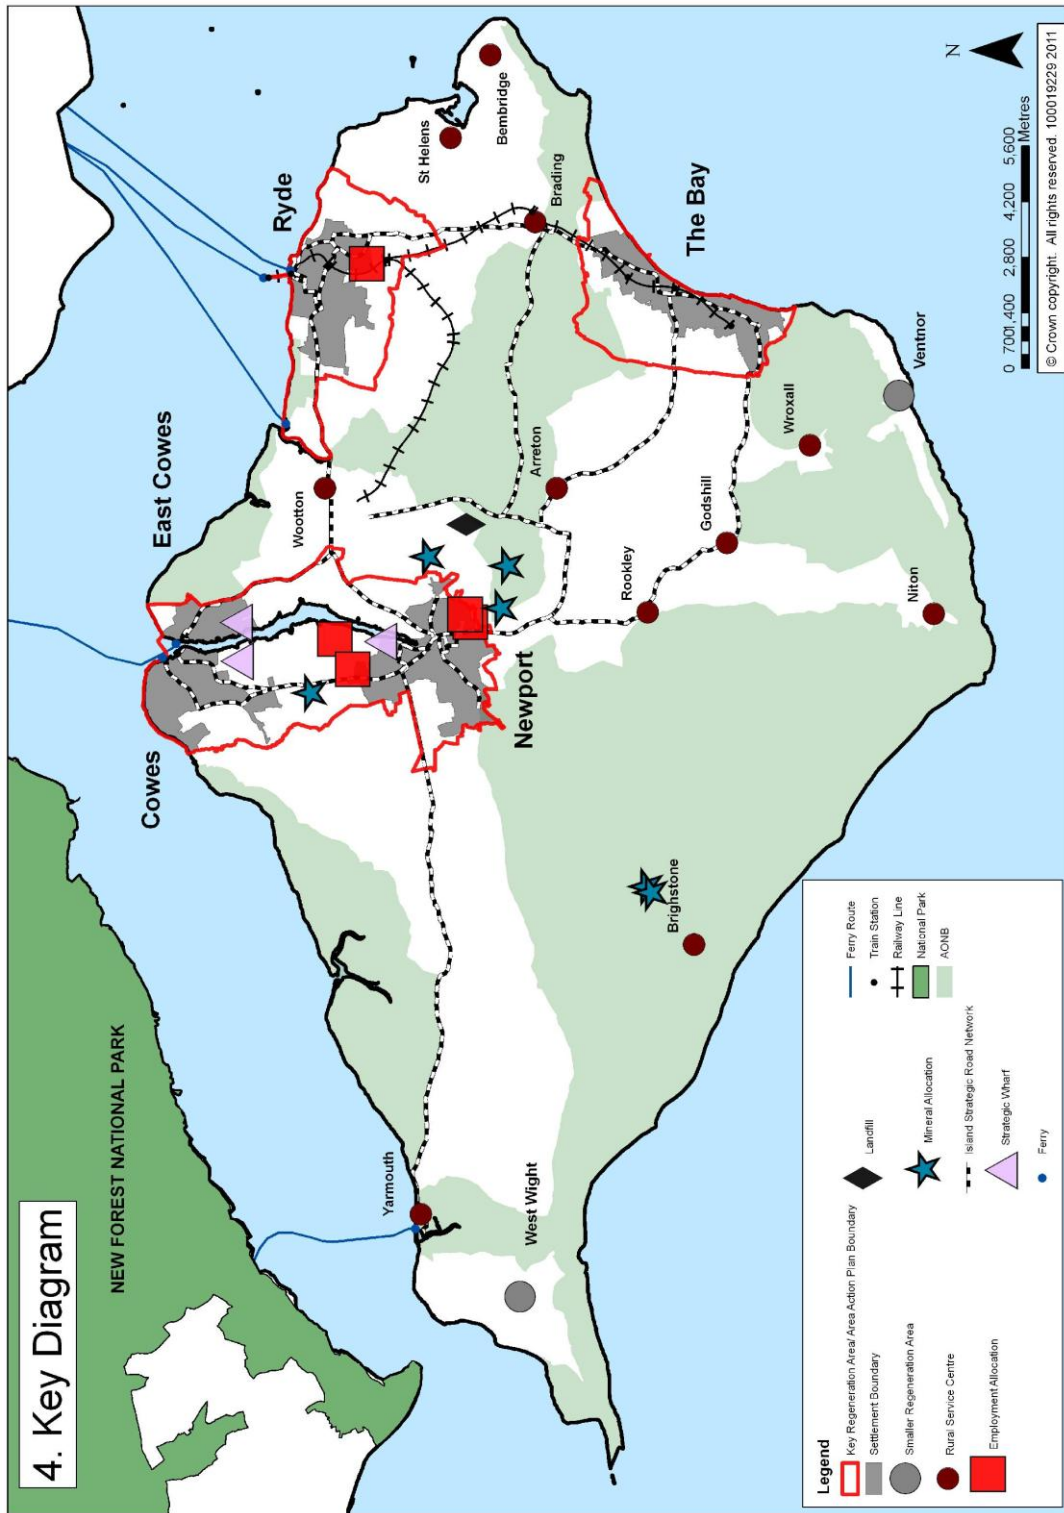 4. Key Diagram
NEW FOREST NATIONAL PARK
Cowes
East Cowes
Ryde
Wootton
St Helens
Bembridge
Yarmouth
Newport
Arreton
Brading
West Wight
The Bay
Rookley
Godshill
Brighstone
Wroxall
Niton
Ventnor
N
0 7001,400 2,800 4,200 5,600
Metres
© Crown copyright. All rights reserved. 100019229 2011
Legend
Key Regeneration Area/ Area Action Plan Boundary
Settlement Boundary
Smaller Regeneration Area
Rural Service Centre
Employment Allocation
Landfill
Mineral Allocation
Island Strategic Road Network
Strategic Wharf
Ferry
Ferry Route
Train Station
Railway Line
National Park
AONB